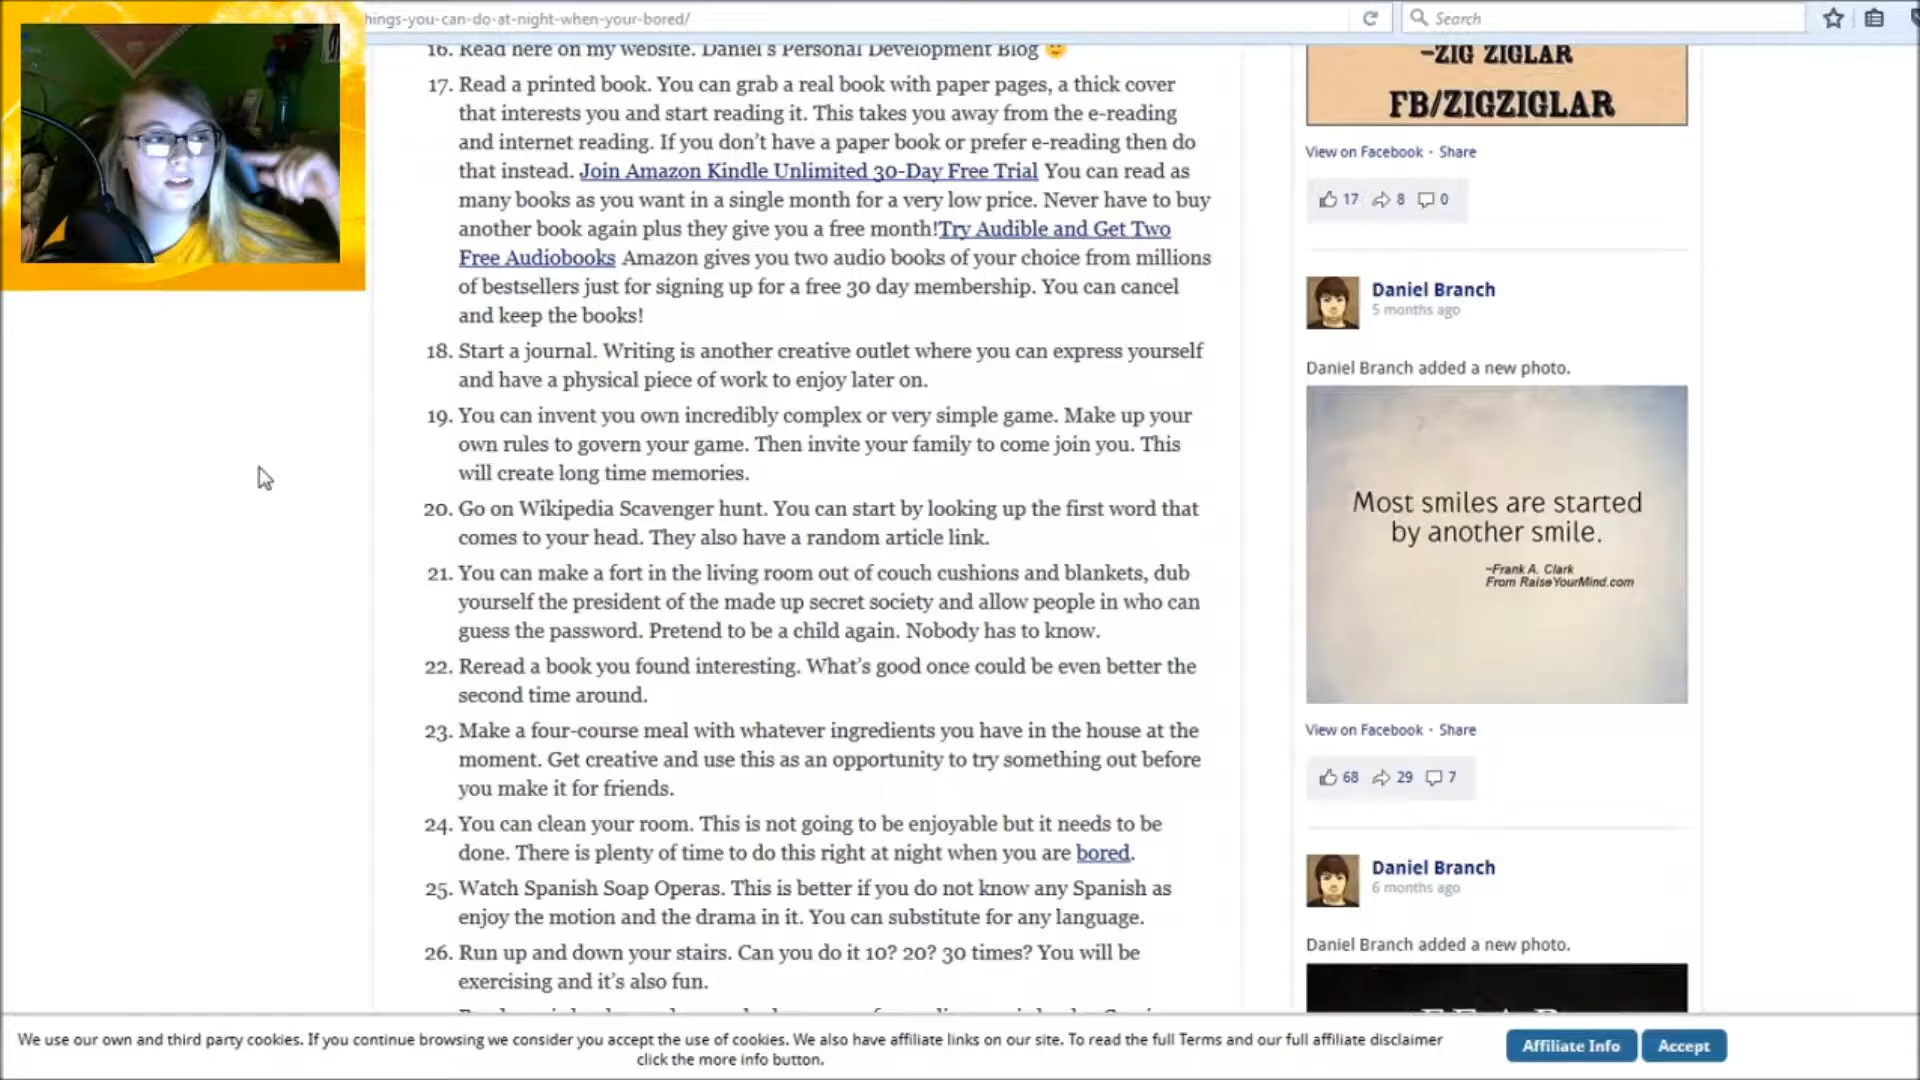 hings-you-can-do-at-night-when-your-bored/
Search
16. Read here on my website. Daniel's Personal Development Blog
17. Read a printed book. You can grab a real book with paper pages, a thick cover
that interests you and start reading it. This takes you away from the e-reading
and internet reading. If you don't have a paper book or prefer e-reading then do
that instead. Join Amazon Kindle Unlimited 30-Day Free Trial You can read as
many books as you want in a single month for a very low price. Never have to buy
another book again plus they give you a free month!Try Audible and Get Two
Free Audiobooks Amazon gives you two audio books of your choice from millions
of bestsellers just for signing up for a free 30 day membership. You can cancel
and keep the books!
18. Start a journal. Writing is another creative outlet where you can express yourself
and have a physical piece of work to enjoy later on.
19. You can invent you own incredibly complex or very simple game. Make up your
own rules to govern your game. Then invite your family to come join you. This
will create long time memories.
20. Go on Wikipedia Scavenger hunt. You can start by looking up the first word that
comes to your head. They also have a random article link.
21. You can make a fort in the living room out of couch cushions and blankets, dub
yourself the president of the made up secret society and allow people in who can
guess the password. Pretend to be a child again. Nobody has to know.
22. Reread a book you found interesting. What's good once could be even better the
second time around.
23. Make a four-course meal with whatever ingredients you have in the house at the
moment. Get creative and use this as an opportunity to try something out before
you make it for friends.
24. You can clean your room. This is not going to be enjoyable but it needs to be
done. There is plenty of time to do this right at night when you are bored.
25. Watch Spanish Soap Operas. This is better if you do not know any Spanish as
enjoy the motion and the drama in it. You can substitute for any language.
26. Run up and down your stairs. Can you do it 10? 20? 30 times? You will be
exercising and it's also fun.
-ZIG ZIGLAR
FB/ZIGZIGLAR
View on Facebook · Share
17 8 0
Daniel Branch
5 months ago
Daniel Branch added a new photo.
Most smiles are started
by another smile.
~Frank A. Clark
From RaiseYourMind.com
View on Facebook · Share
68 29 7
Daniel Branch
6 months ago
Daniel Branch added a new photo.
We use our own and third party cookies. If you continue browsing we consider you accept the use of cookies. We also have affiliate links on our site. To read the full Terms and our full affiliate disclaimer
click the more info button.
Affiliate Info
Accept